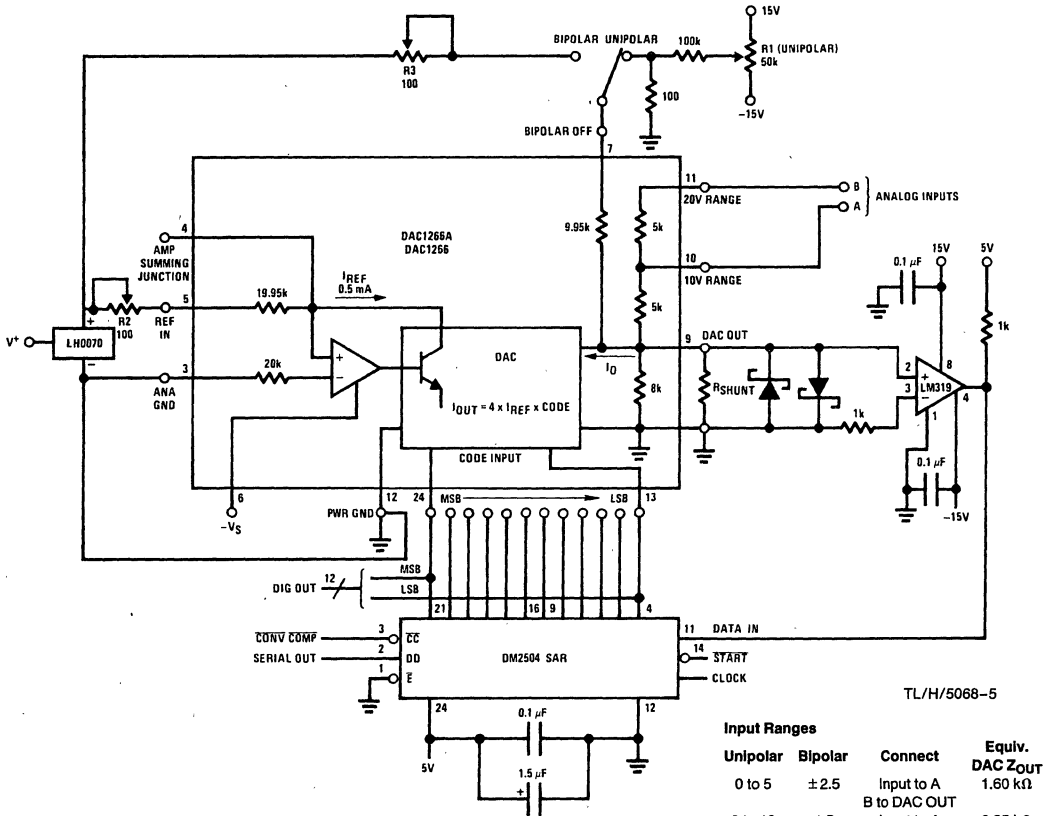 15V
BIPOLAR UNIPOLAR
100k
R1 (UNIPOLAR)
50k
R3
100
100
-15V
BIPOLAR OFF
7
11
20V RANGE
B
A
ANALOG INPUTS
4
AMP
SUMMING
JUNCTION
DAC1266A
DAC1266
9.95k
5k
10
10V RANGE
15V
5V
0.1 µF
IREF
0.5 mA
5
19.95k
5k
1k
R2
100
REF
IN
V+
LH0070
+
−
DAC
9
DAC OUT
IO
3
20k
+
−
ANA
GND
8k
RSHUNT
2
3
+
−
LM319
8
4
1
IOUT = 4 x IREF x CODE
1k
CODE INPUT
0.1 µF
-15V
6
-VS
12
PWR GND
24
MSB
LSB
13
DIG OUT
12
MSB
LSB
21
16
9
4
CONV COMP
3
CC
11
DATA IN
SERIAL OUT
2
DO
DM2504 SAR
14
START
1
E
CLOCK
24
12
TL/H/5068-5
5V
0.1 µF
1.5 µF
+
Input Ranges
Unipolar Bipolar Connect Equiv. DAC ZOUT
0 to 5 ±2.5 Input to A 1.60 kΩ
B to DAC OUT